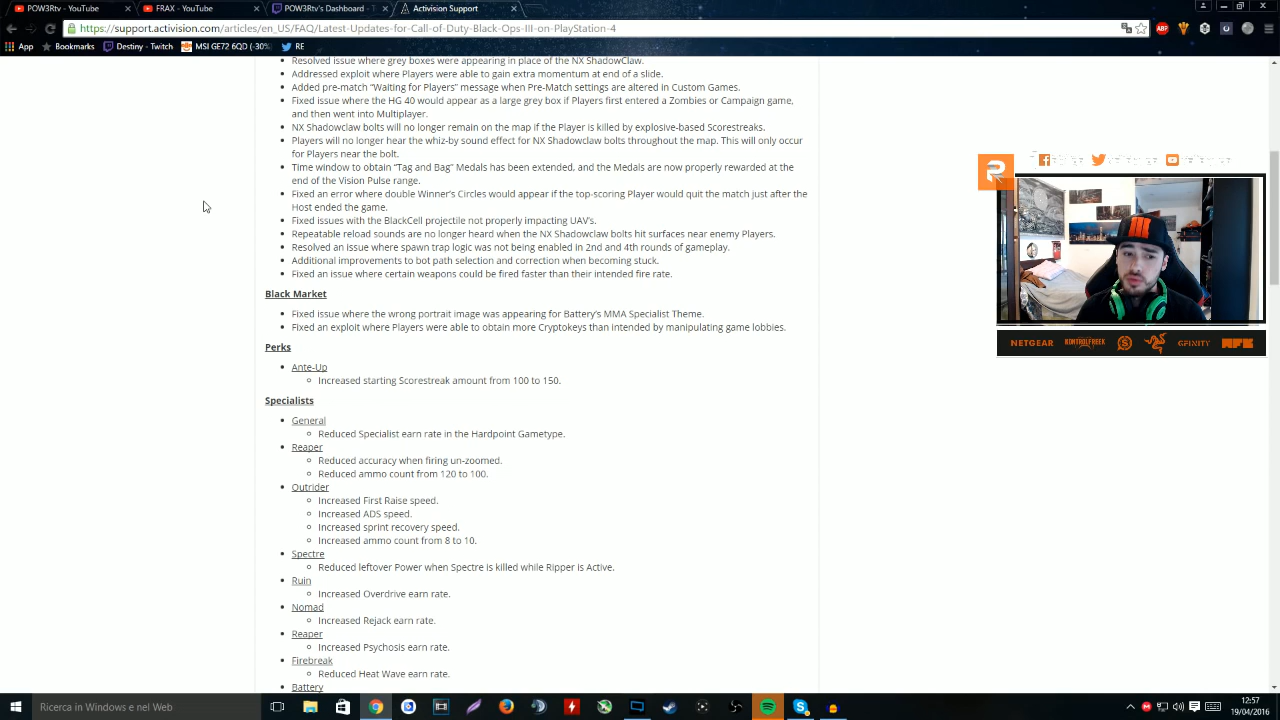 POW3Rtv - YouTube
FRAX - YouTube
POW3Rtv's Dashboard - T
Activision Support
https://support.activision.com/articles/en_US/FAQ/Latest-Updates-for-Call-of-Duty-Black-Ops-III-on-PlayStation-4
App
Bookmarks
Destiny - Twitch
MSI GE72 6QD (-30%)
RE
Resolved issue where grey boxes were appearing in place of the NX ShadowClaw.
Addressed exploit where Players were able to gain extra momentum at end of a slide.
Added pre-match “Waiting for Players” message when Pre-Match settings are altered in Custom Games.
Fixed issue where the HG 40 would appear as a large grey box if Players first entered a Zombies or Campaign game,
and then went into Multiplayer.
NX Shadowclaw bolts will no longer remain on the map if the Player is killed by explosive-based Scorestreaks.
Players will no longer hear the whiz-by sound effect for NX Shadowclaw bolts throughout the map. This will only occur
for Players near the bolt.
Time window to obtain “Tag and Bag” Medals has been extended, and the Medals are now properly rewarded at the
end of the Vision Pulse range.
Fixed an error where double Winner’s Circles would appear if the top-scoring Player would quit the match just after the
Host ended the game.
Fixed issues with the BlackCell projectile not properly impacting UAV’s.
Repeatable reload sounds are no longer heard when the NX Shadowclaw bolts hit surfaces near enemy Players.
Resolved an issue where spawn trap logic was not being enabled in 2nd and 4th rounds of gameplay.
Additional improvements to bot path selection and correction when becoming stuck.
Fixed an issue where certain weapons could be fired faster than their intended fire rate.
Black Market
Fixed issue where the wrong portrait image was appearing for Battery’s MMA Specialist Theme.
Fixed an exploit where Players were able to obtain more Cryptokeys than intended by manipulating game lobbies.
Perks
Ante-Up
Increased starting Scorestreak amount from 100 to 150.
Specialists
General
Reduced Specialist earn rate in the Hardpoint Gametype.
Reaper
Reduced accuracy when firing un-zoomed.
Reduced ammo count from 120 to 100.
Outrider
Increased First Raise speed.
Increased ADS speed.
Increased sprint recovery speed.
Increased ammo count from 8 to 10.
Spectre
Reduced leftover Power when Spectre is killed while Ripper is Active.
Ruin
Increased Overdrive earn rate.
Nomad
Increased Rejack earn rate.
Reaper
Increased Psychosis earn rate.
Firebreak
Reduced Heat Wave earn rate.
Battery
NETGEAR
KONTROLFREEK
GFINITY
Ricerca in Windows e nel Web
12:57
19/04/2016